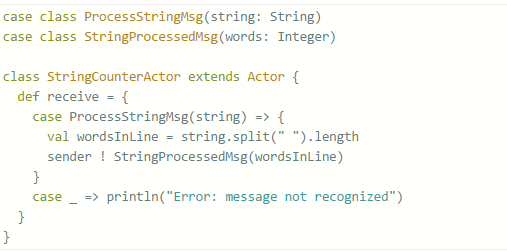 case class ProcessStringMsg(string: String)
case class StringProcessedMsg(words: Integer)

class StringCounterActor extends Actor {
  def receive = {
    case ProcessStringMsg(string) => {
      val wordsInLine = string.split(" ").length
      sender ! StringProcessedMsg(wordsInLine)
    }
    case _ => println("Error: message not recognized")
  }
}